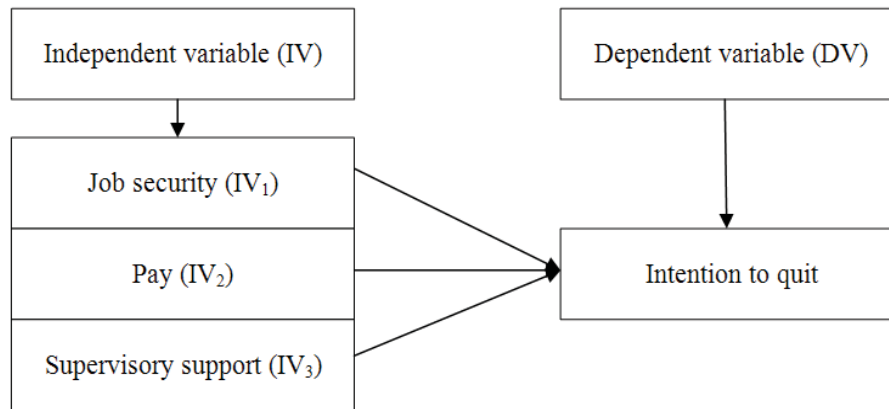 Independent variable (IV)
Dependent variable (DV)
Job security (IV₁)
Pay (IV₂)
Intention to quit
Supervisory support (IV₃)